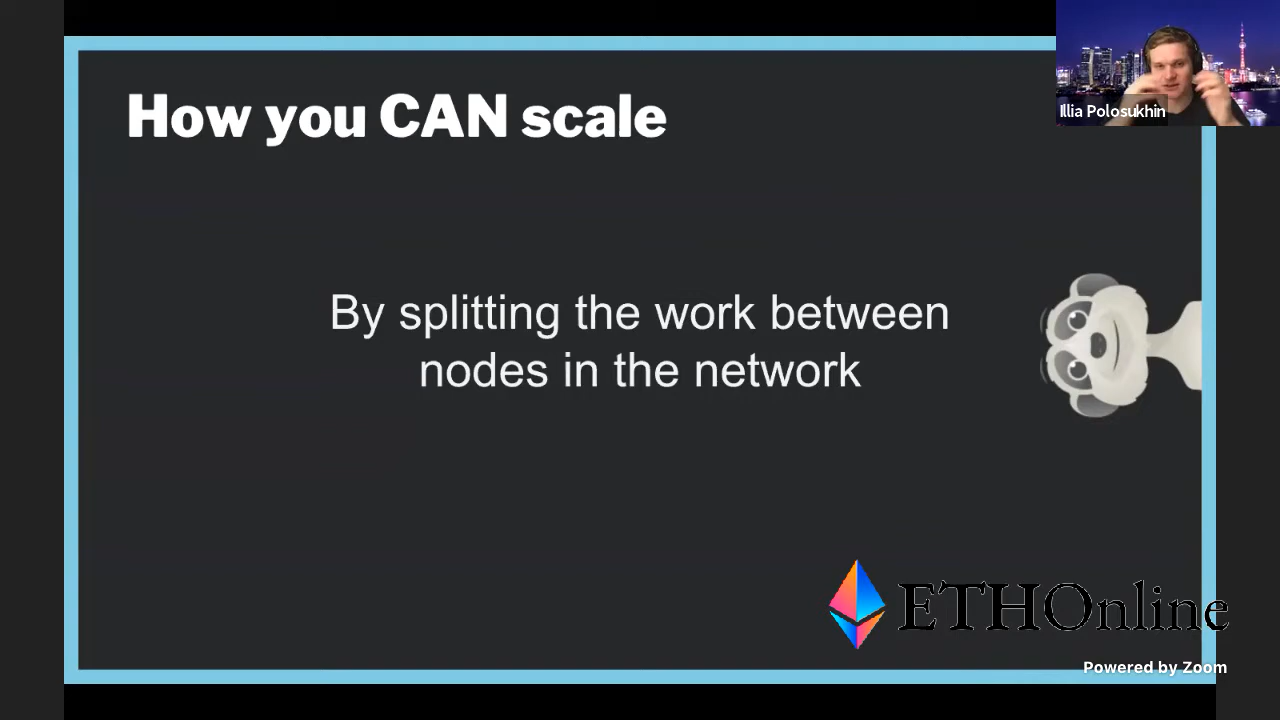 How you CAN scale
Illia Polosukhin
By splitting the work between
nodes in the network
ETHOnline
Powered by Zoom